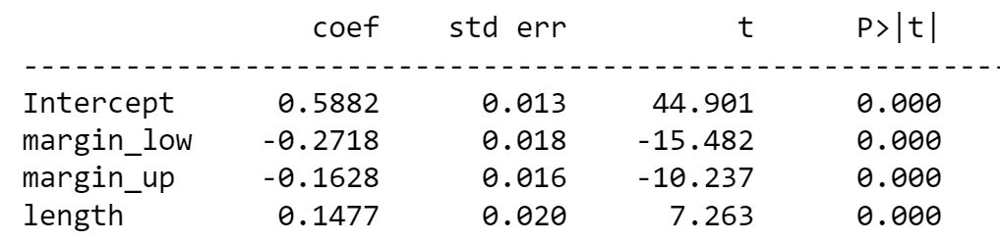 coef std err t P>|t|
------------------------------------------------------------
Intercept 0.5882 0.013 44.901 0.000
margin_low -0.2718 0.018 -15.482 0.000
margin_up -0.1628 0.016 -10.237 0.000
length 0.1477 0.020 7.263 0.000